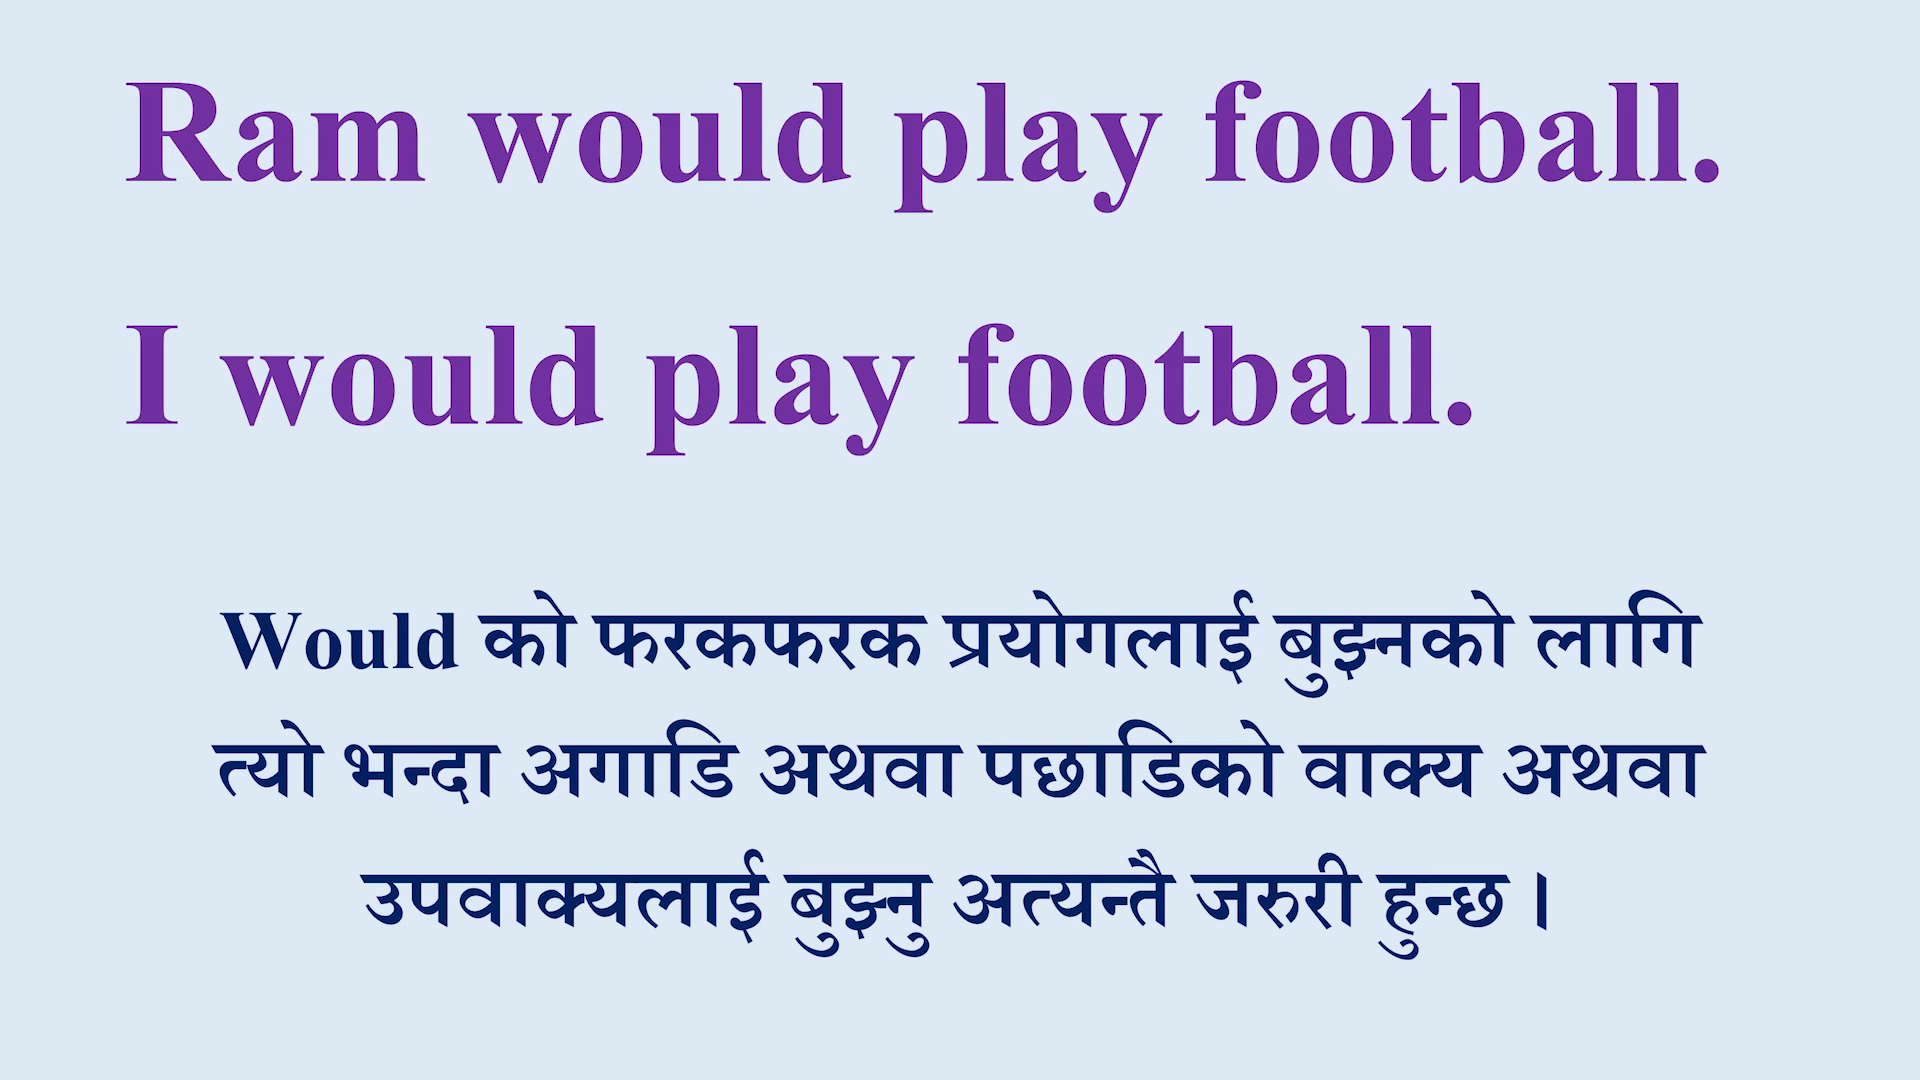 Ram would play football.
I would play football.
Would को फरकफरक प्रयोगलाई बुझ्नको लागि
त्यो भन्दा अगाडि अथवा पछाडिको वाक्य अथवा
उपवाक्यलाई बुझ्नु अत्यन्तै जरुरी हुन्छ ।